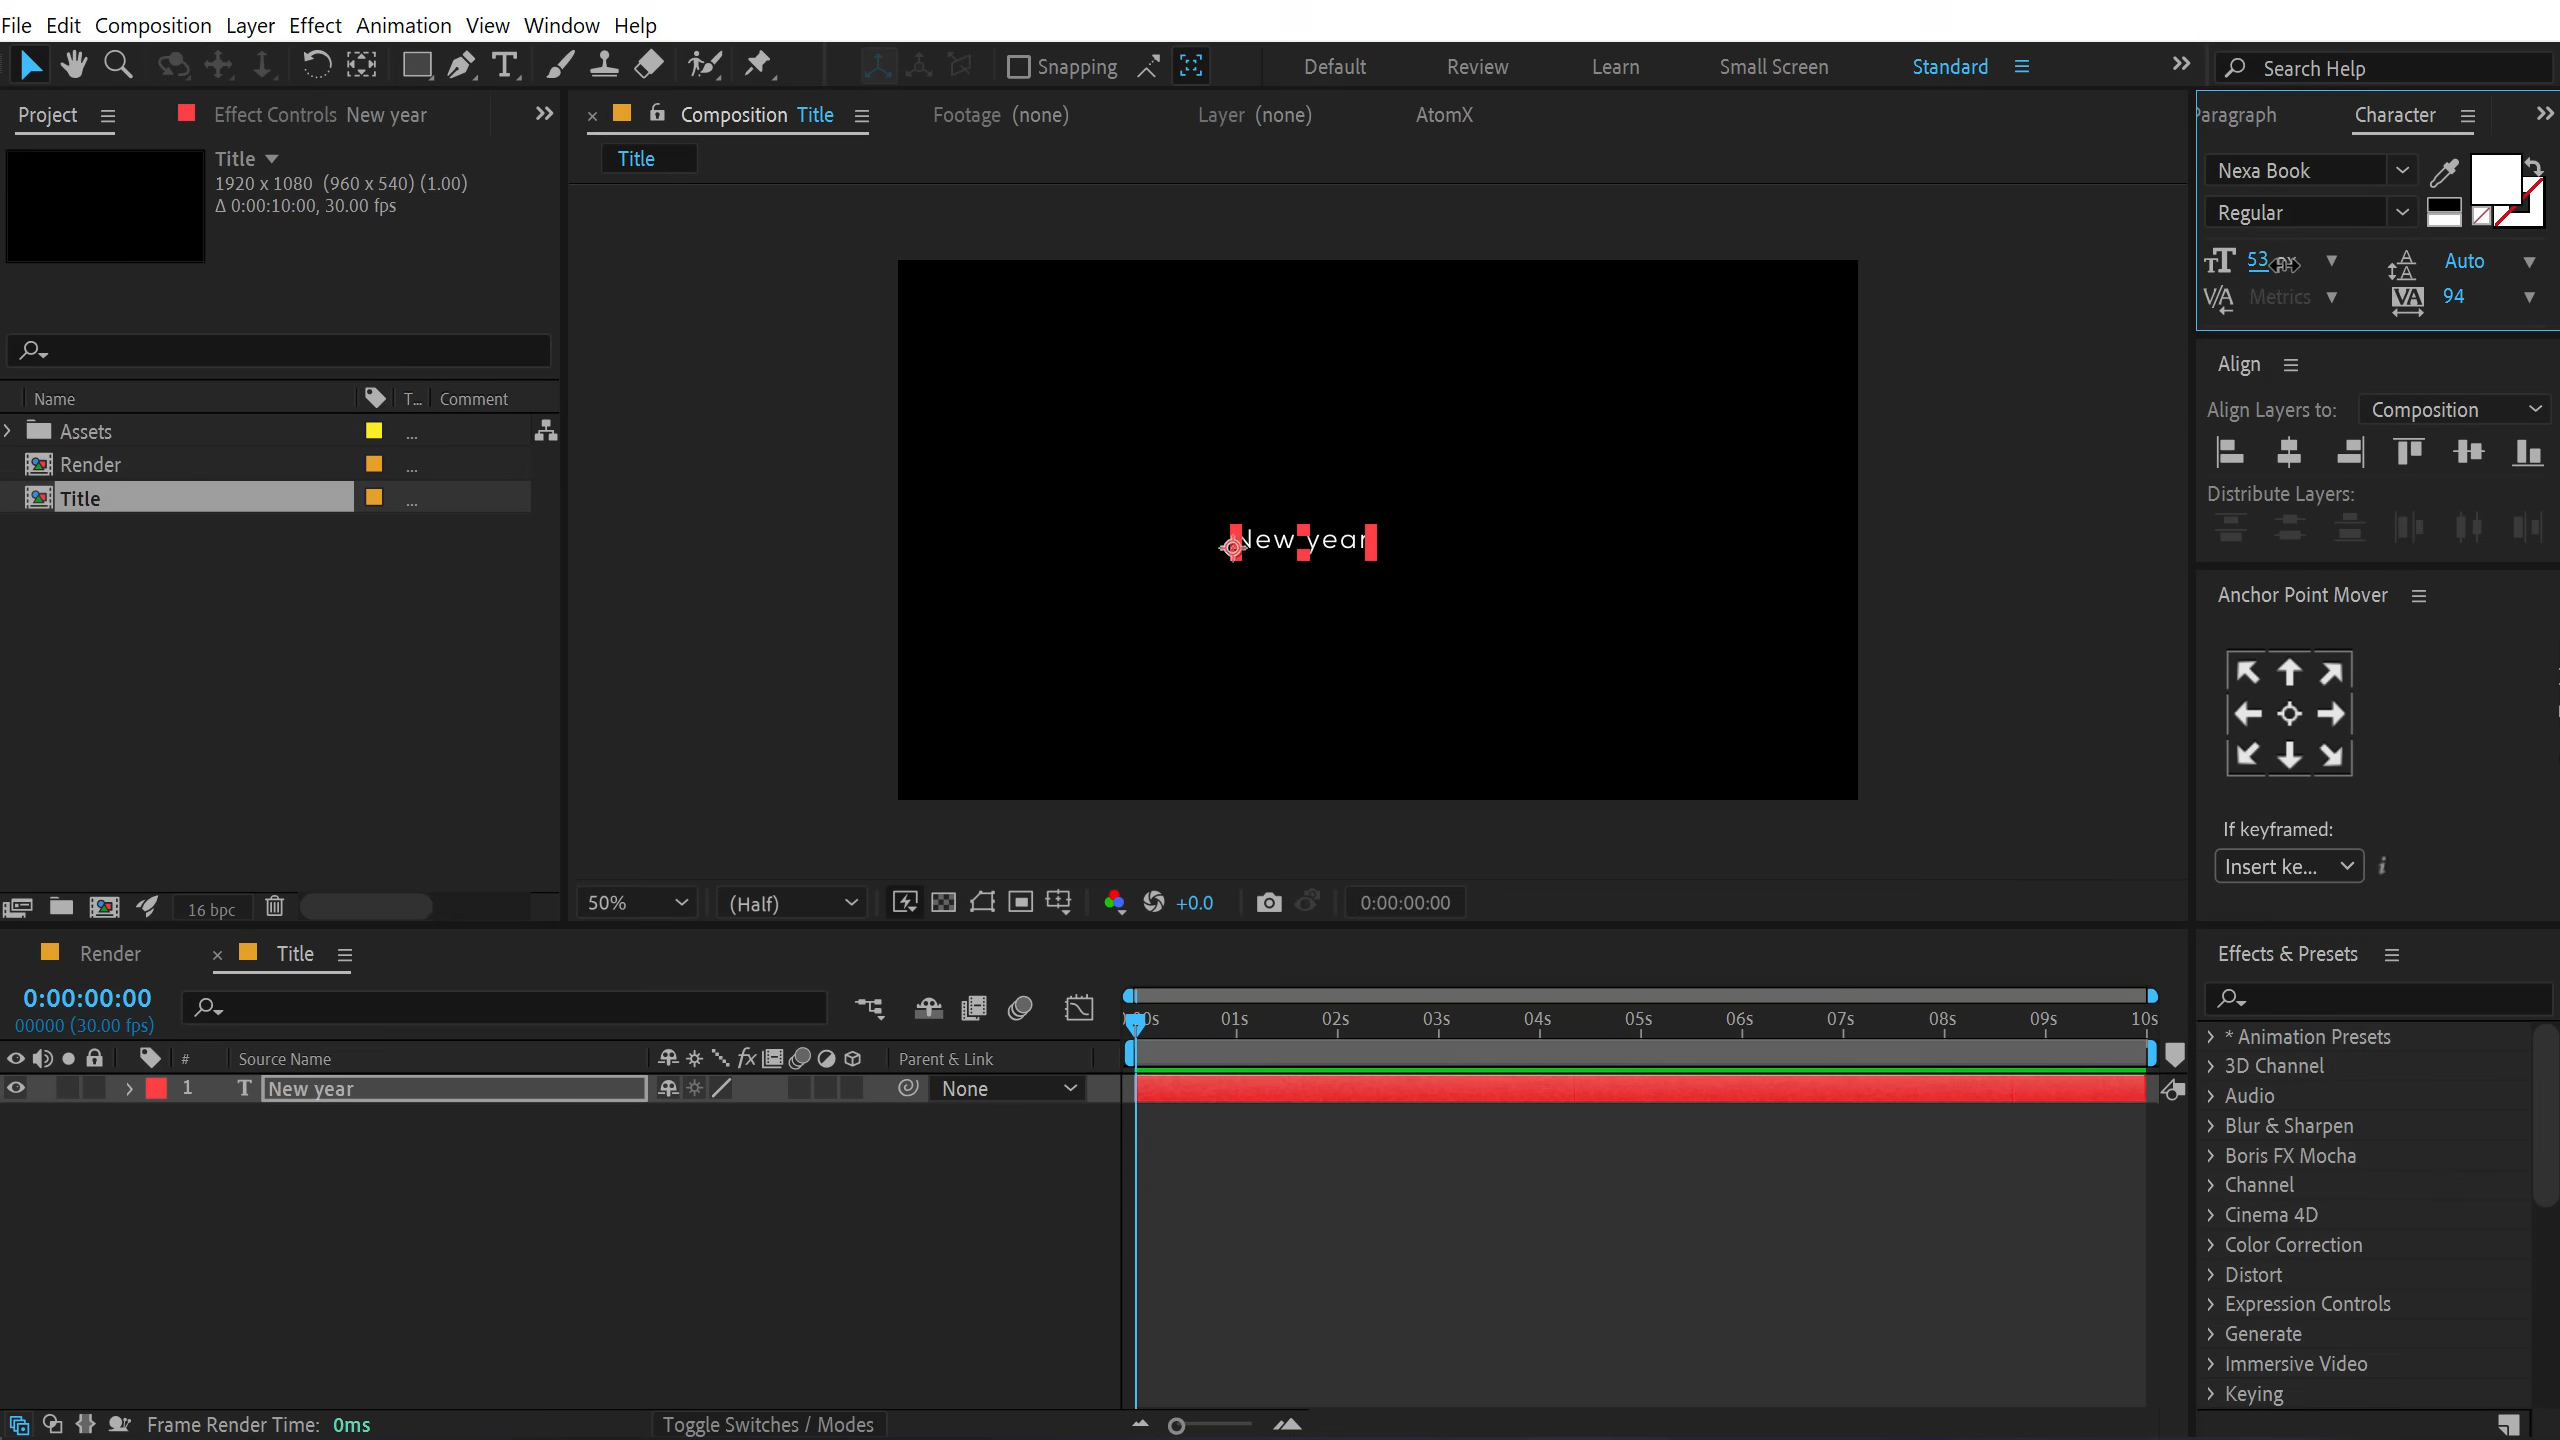 File Edit Composition Layer Effect Animation View Window Help
Snapping Default Review Learn Small Screen Standard Search Help
Project Effect Controls New year
Composition Title Footage (none) Layer (none) AtomX
Title
Title
1920 x 1080 (960 x 540) (1.00)
Δ 0:00:10:00, 30.00 fps
Name T... Comment
Assets ...
Render ...
Title ...
16 bpc
New year
50% (Half) +0.0 0:00:00:00
Paragraph Character
Nexa Book
Regular
53 Auto
Metrics 94
Align
Align Layers to: Composition
Distribute Layers:
Anchor Point Mover
If keyframed:
Insert ke...
Render Title
0:00:00:00
00000 (30.00 fps)
# Source Name Parent & Link
01s 02s 03s 04s 05s 06s 07s 08s 09s 10s
1 T New year None
Frame Render Time: 0ms Toggle Switches / Modes
Effects & Presets
* Animation Presets
3D Channel
Audio
Blur & Sharpen
Boris FX Mocha
Channel
Cinema 4D
Color Correction
Distort
Expression Controls
Generate
Immersive Video
Keying